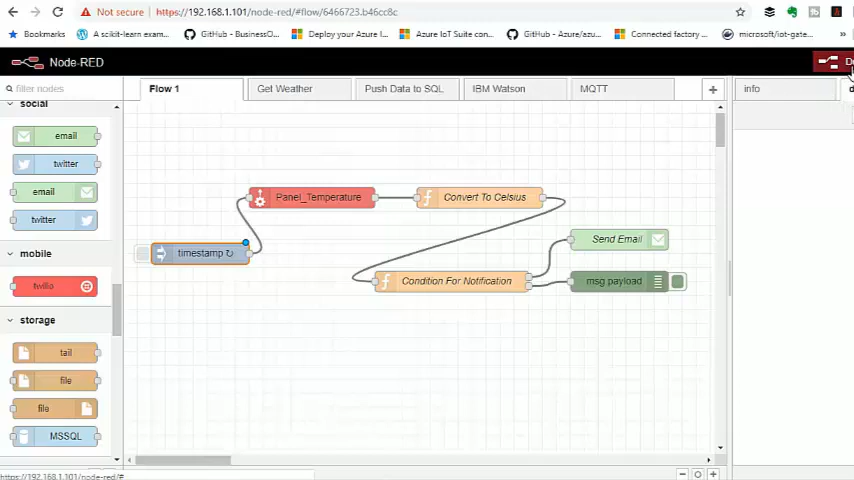 Not secure
https://192.168.1.101/node-red/#flow/6466723.b46cc8c
Bookmarks
A scikit-learn exampl...
GitHub - BusinessO...
Deploy your Azure I...
Azure IoT Suite con...
GitHub - Azure/azu...
Connected factory ...
microsoft/iot-gate...
»
Node-RED
filter nodes
Flow 1
Get Weather
Push Data to SQL
IBM Watson
MQTT
info
social
email
twitter
email
twitter
mobile
twilio
storage
tail
file
file
MSSQL
Panel_Temperature
Convert To Celsius
timestamp ↻
Send Email
Condition For Notification
msg payload
https://192.168.1.101/node-red/#